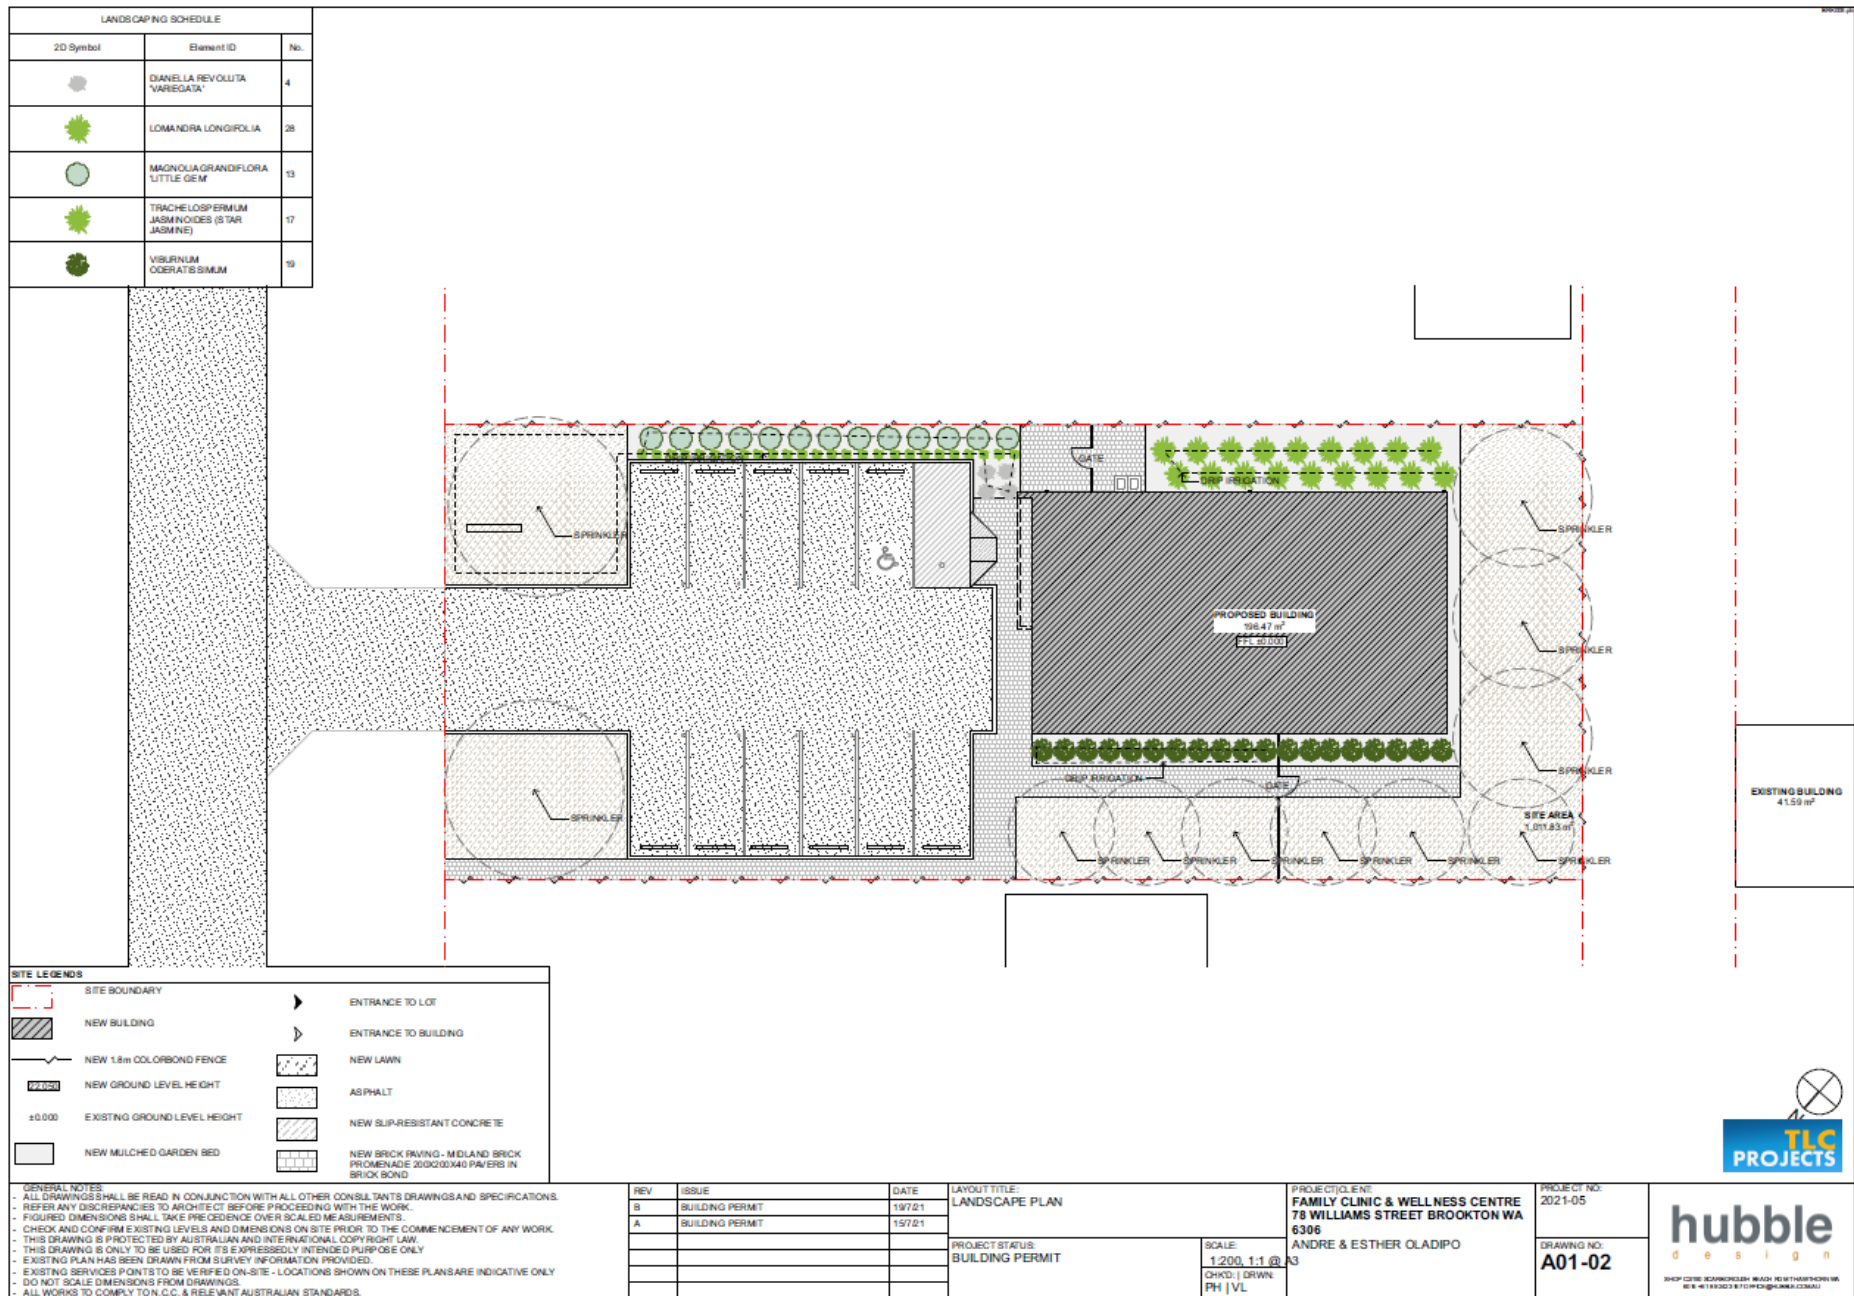 LANDSCAPING SCHEDULE
2D Symbol
Element ID
No.
DIANELLA REVOLUTA
'VARIEGATA'
4
LOMANDRA LONGIFOLIA
28
MAGNOLIA GRANDIFLORA
'LITTLE GEM'
13
TRACHELOSPERMUM
JASMINOIDES (STAR
JASMINE)
17
VIBURNUM
ODERATISSIMUM
19
DRIP IRRIGATION
GATE
DRIP IRRIGATION
SPRINKLER
SPRINKLER
PROPOSED BUILDING
196.47 m²
FFL ±0.000
SPRINKLER
SPRINKLER
SPRINKLER
DRIP IRRIGATION
GATE
EXISTING BUILDING
41.59 m²
SITE AREA
1,011.83 m²
SPRINKLER
SPRINKLER
SPRINKLER
SPRINKLER
SPRINKLER
SPRINKLER
SPRINKLER
SITE LEGENDS
SITE BOUNDARY
NEW BUILDING
NEW 1.8m COLORBOND FENCE
NEW GROUND LEVEL HEIGHT
±0.000
EXISTING GROUND LEVEL HEIGHT
NEW MULCHED GARDEN BED
ENTRANCE TO LOT
ENTRANCE TO BUILDING
NEW LAWN
ASPHALT
NEW SLIP-RESISTANT CONCRETE
NEW BRICK PAVING - MIDLAND BRICK
PROMENADE 200X200X40 PAVERS IN
BRICK BOND
N
TLC
PROJECTS
GENERAL NOTES:
- ALL DRAWINGS SHALL BE READ IN CONJUNCTION WITH ALL OTHER CONSULTANTS DRAWINGS AND SPECIFICATIONS.
- REFER ANY DISCREPANCIES TO ARCHITECT BEFORE PROCEEDING WITH THE WORK.
- FIGURED DIMENSIONS SHALL TAKE PRECEDENCE OVER SCALED MEASUREMENTS.
- CHECK AND CONFIRM EXISTING LEVELS AND DIMENSIONS ON SITE PRIOR TO THE COMMENCEMENT OF ANY WORK.
- THIS DRAWING IS PROTECTED BY AUSTRALIAN AND INTERNATIONAL COPYRIGHT LAW.
- THIS DRAWING IS ONLY TO BE USED FOR ITS EXPRESSEDLY INTENDED PURPOSE ONLY
- EXISTING PLAN HAS BEEN DRAWN FROM SURVEY INFORMATION PROVIDED.
- EXISTING SERVICES POINTS TO BE VERIFIED ON-SITE - LOCATIONS SHOWN ON THESE PLANS ARE INDICATIVE ONLY
- DO NOT SCALE DIMENSIONS FROM DRAWINGS.
- ALL WORKS TO COMPLY TO N.C.C. & RELEVANT AUSTRALIAN STANDARDS.
REV
ISSUE
DATE
B
BUILDING PERMIT
19/7/21
A
BUILDING PERMIT
15/7/21
LAYOUT TITLE:
LANDSCAPE PLAN
PROJECT STATUS:
BUILDING PERMIT
SCALE:
1:200, 1:1 @ A3
CHK'D: | DRWN:
PH | VL
PROJECT|CLIENT:
FAMILY CLINIC & WELLNESS CENTRE
78 WILLIAMS STREET BROOKTON WA
6306
ANDRE & ESTHER OLADIPO
PROJECT NO:
2021-05
DRAWING NO:
A01-02
hubble
design